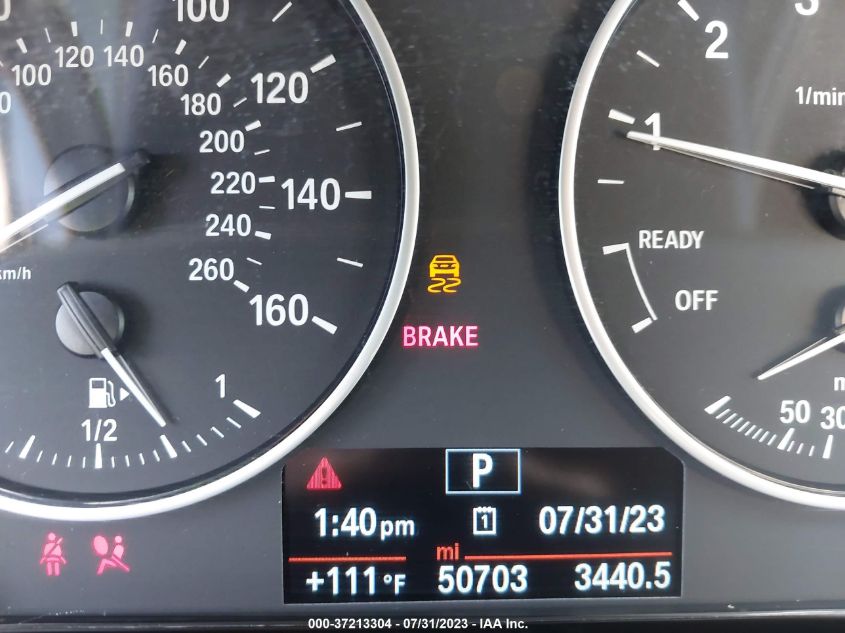 100
120
140
160
100 120 140 160
180
200
220
240
260
km/h
1/2
1
BRAKE
1
2
3
1/min
READY
OFF
50 30
P
1:40pm 1 07/31/23
mi
+111°F 50703 3440.5
000-37213304 - 07/31/2023 - IAA Inc.